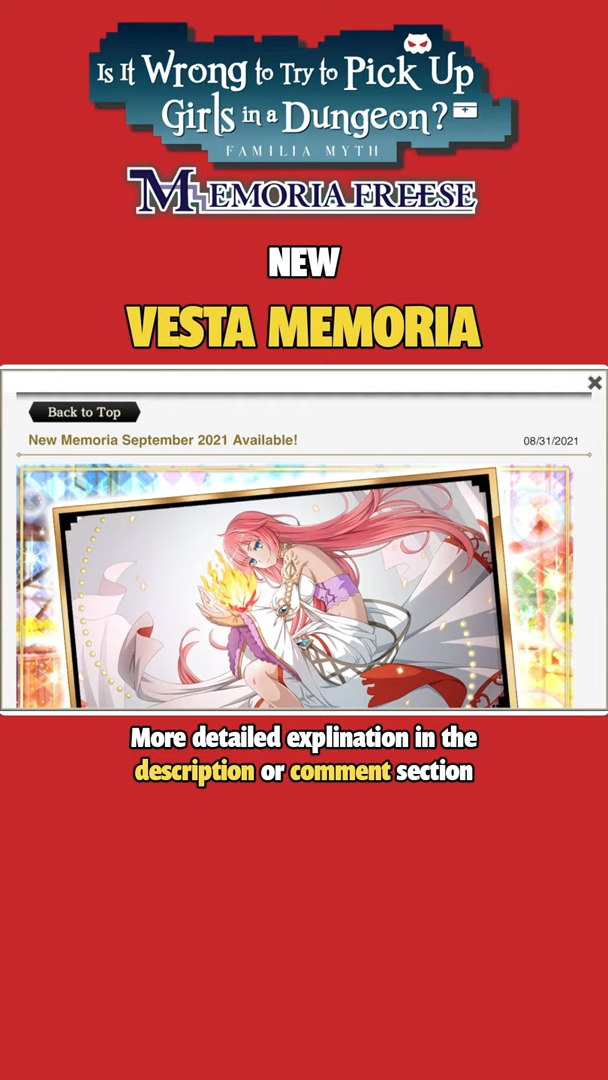 Is It Wrong to Try to Pick Up
Girls in a Dungeon?
FAMILIA MYTH
MEMORIA FREESE
NEW
VESTA MEMORIA
Back to Top
New Memoria September 2021 Available!
08/31/2021
More detailed explination in the
description or comment section